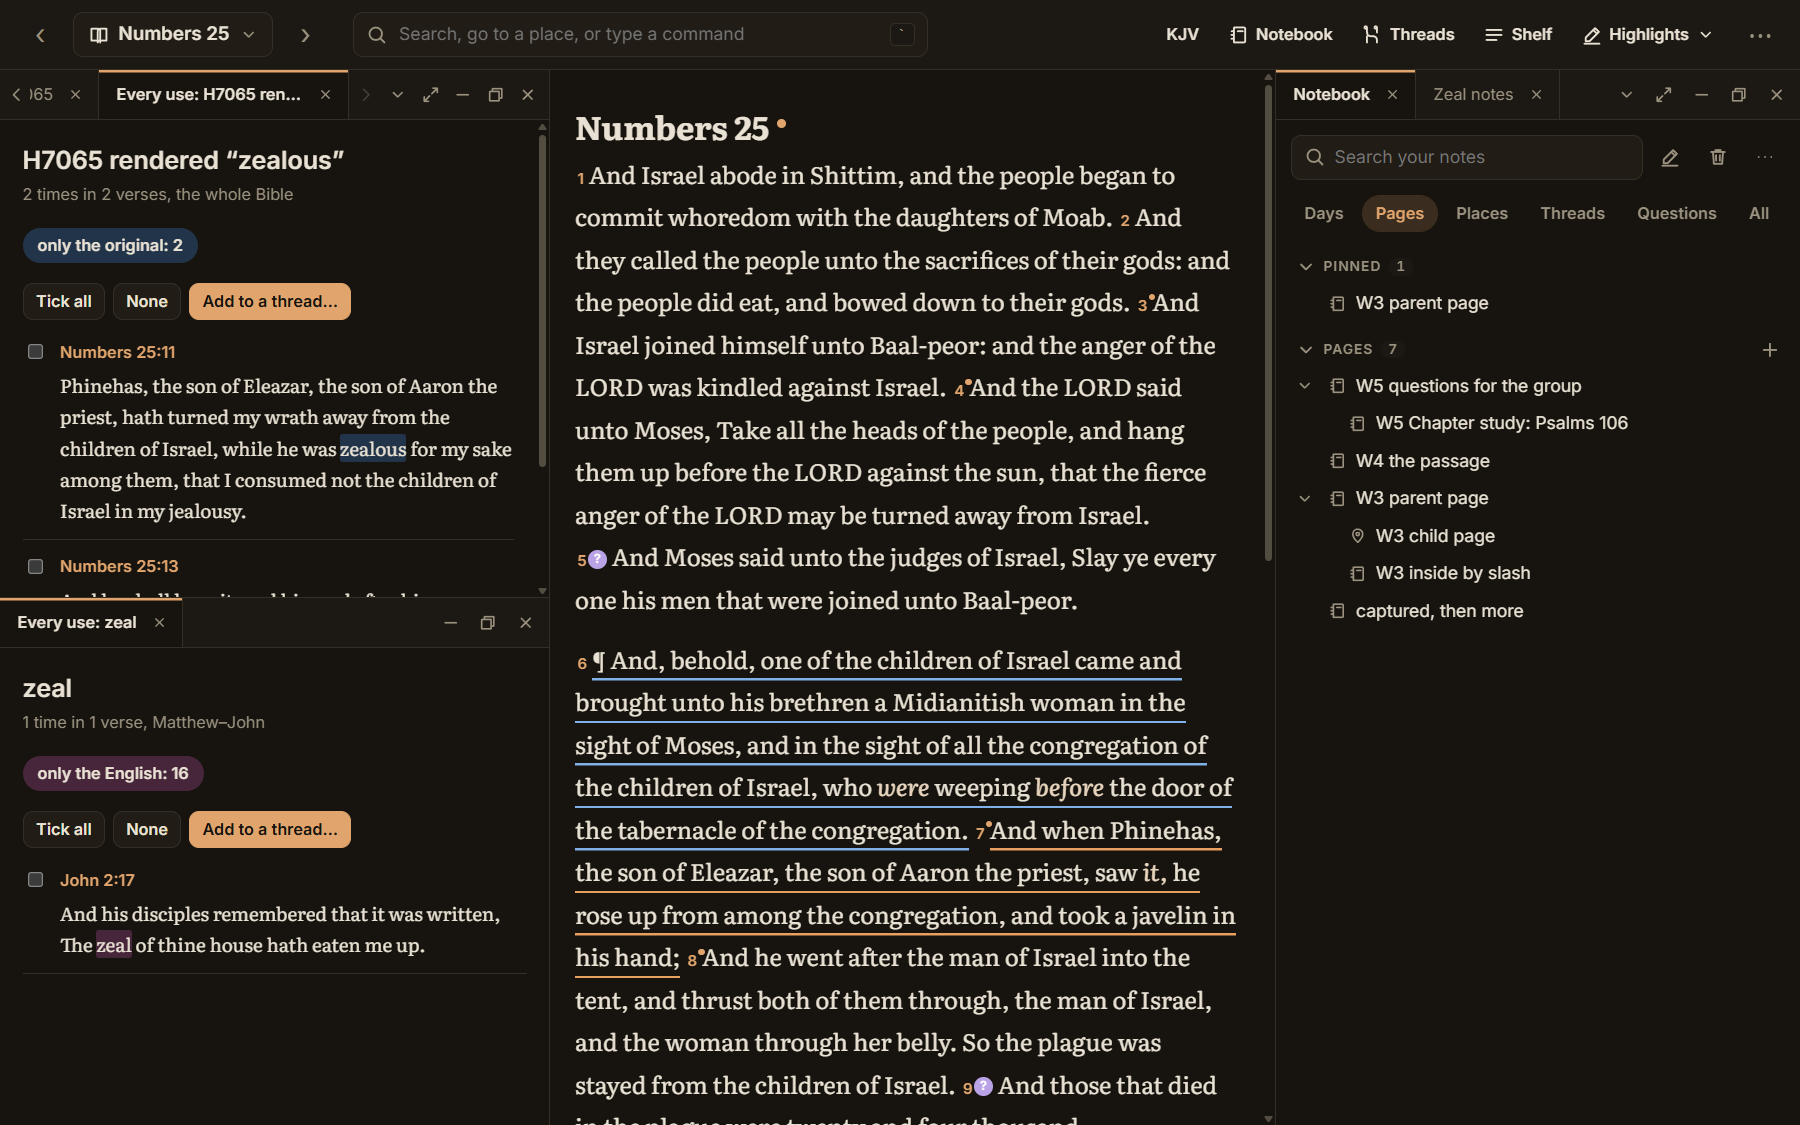 Numbers 25
Search, go to a place, or type a command
`
KJV
Notebook
Threads
Shelf
Highlights
065
Every use: H7065 ren...
H7065 rendered “zealous”
2 times in 2 verses, the whole Bible
only the original: 2
Tick all
None
Add to a thread...
Numbers 25:11
Phinehas, the son of Eleazar, the son of Aaron the
priest, hath turned my wrath away from the
children of Israel, while he was zealous for my sake
among them, that I consumed not the children of
Israel in my jealousy.
Numbers 25:13
Every use: zeal
zeal
1 time in 1 verse, Matthew–John
only the English: 16
Tick all
None
Add to a thread...
John 2:17
And his disciples remembered that it was written,
The zeal of thine house hath eaten me up.
Numbers 25
1 And Israel abode in Shittim, and the people began to
commit whoredom with the daughters of Moab. 2 And
they called the people unto the sacrifices of their gods: and
the people did eat, and bowed down to their gods. 3 And
Israel joined himself unto Baal-peor: and the anger of the
LORD was kindled against Israel. 4 And the LORD said
unto Moses, Take all the heads of the people, and hang
them up before the LORD against the sun, that the fierce
anger of the LORD may be turned away from Israel.
5 ? And Moses said unto the judges of Israel, Slay ye every
one his men that were joined unto Baal-peor.
6 ¶ And, behold, one of the children of Israel came and
brought unto his brethren a Midianitish woman in the
sight of Moses, and in the sight of all the congregation of
the children of Israel, who were weeping before the door of
the tabernacle of the congregation. 7 And when Phinehas,
the son of Eleazar, the son of Aaron the priest, saw it, he
rose up from among the congregation, and took a javelin in
his hand; 8 And he went after the man of Israel into the
tent, and thrust both of them through, the man of Israel,
and the woman through her belly. So the plague was
stayed from the children of Israel. 9 ? And those that died
in the plague were twenty and four thousand.
Notebook
Zeal notes
Search your notes
Days
Pages
Places
Threads
Questions
All
PINNED 1
W3 parent page
PAGES 7
W5 questions for the group
W5 Chapter study: Psalms 106
W4 the passage
W3 parent page
W3 child page
W3 inside by slash
captured, then more